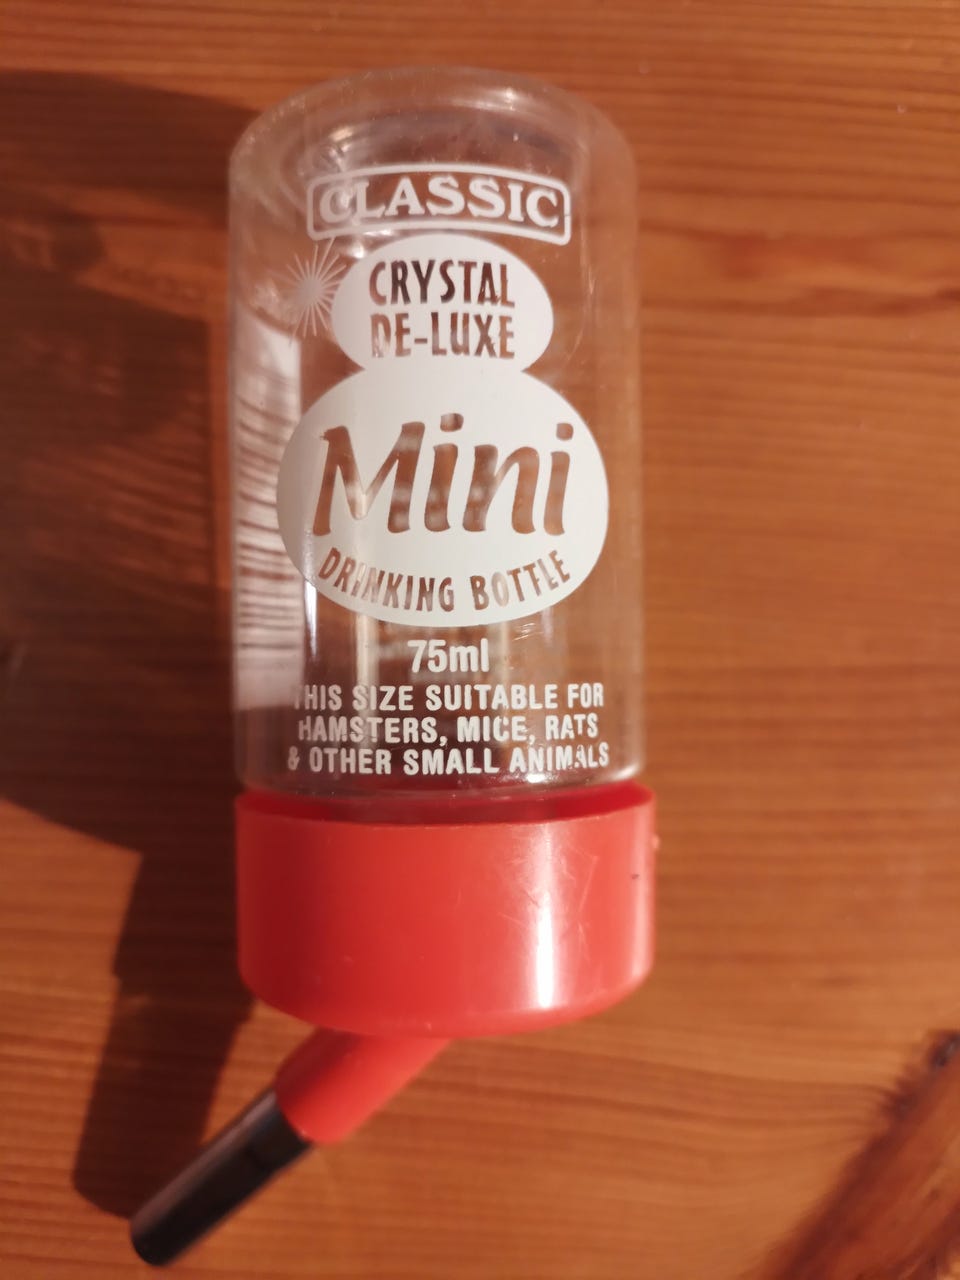 CLASSIC
CRYSTAL
DE-LUXE
Mini
DRINKING BOTTLE
75ml
THIS SIZE SUITABLE FOR
HAMSTERS, MICE, RATS
& OTHER SMALL ANIMALS